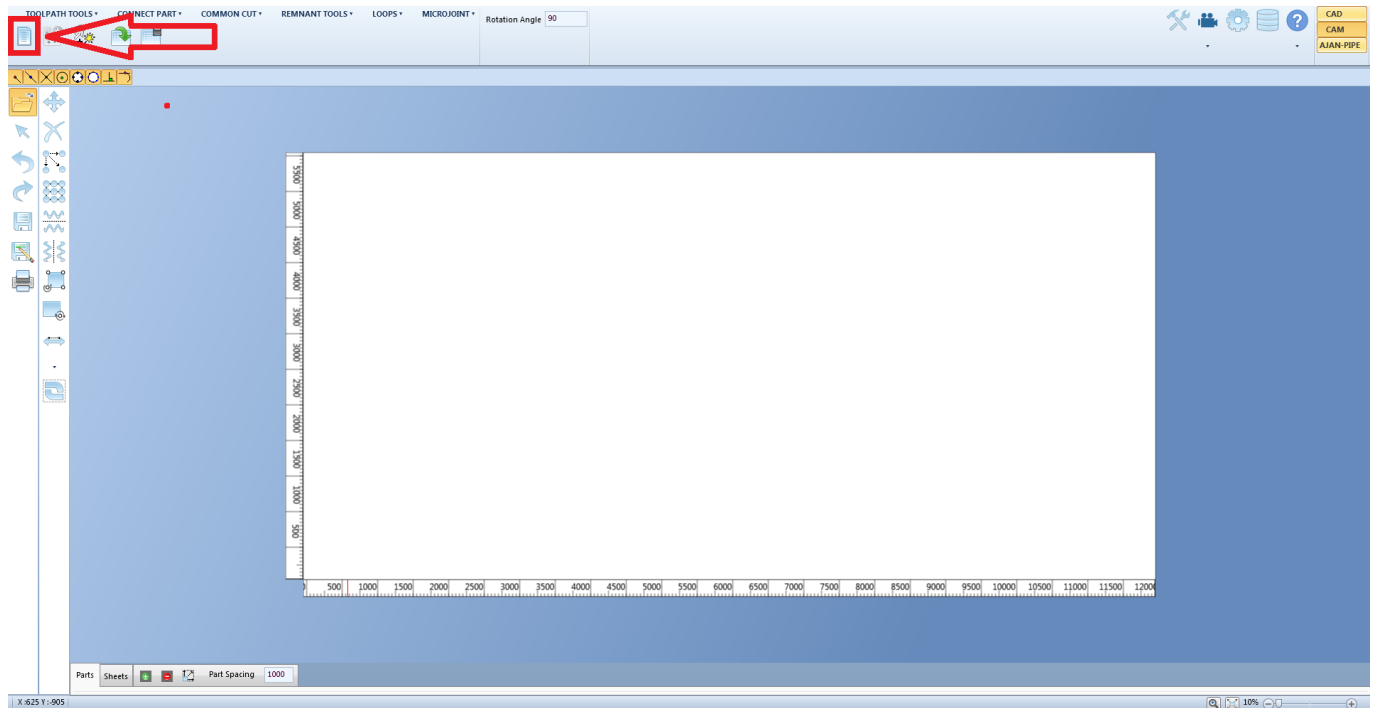 TOOLPATH TOOLS CONNECT PART COMMON CUT REMNANT TOOLS LOOPS MICROJOINT
Rotation Angle 90
CAD
CAM
AJAN-PIPE
5500
5000
4500
4000
3500
3000
2500
2000
1500
1000
500
500 1000 1500 2000 2500 3000 3500 4000 4500 5000 5500 6000 6500 7000 7500 8000 8500 9000 9500 10000 10500 11000 11500 12000
Parts Sheets Part Spacing 1000
X :625 Y :-905 10%